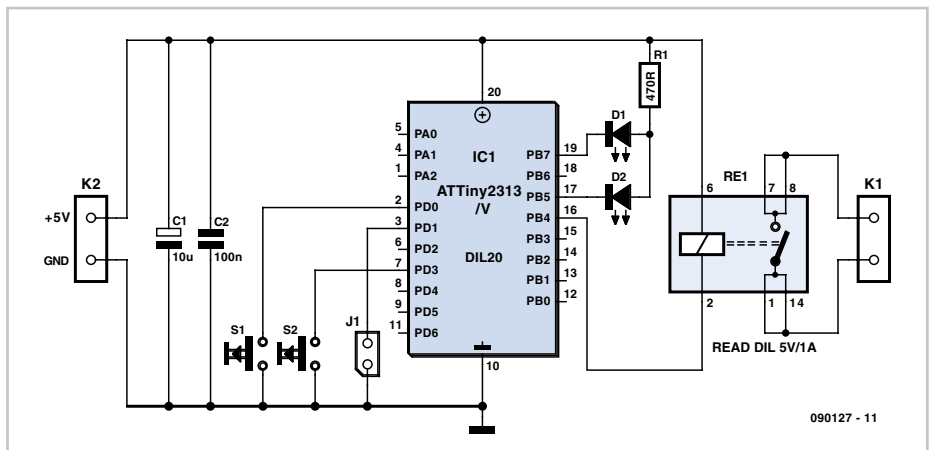 R1
470R
20
D1
5
PA0
IC1
4
PA1
PB7
19
1
PA2
PB6
18
D2
RE1
K2
ATTiny2313
/V
PB5
17
6
7
8
K1
+5V
C1
C2
2
PD0
PB4
16
3
PD1
PB3
15
GND
10u
100n
6
PD2
DIL20
PB2
14
7
PD3
PB1
13
8
PD4
PB0
12
2
1
14
9
PD5
S1
S2
J1
11
PD6
READ DIL 5V/1A
10
090127 - 11